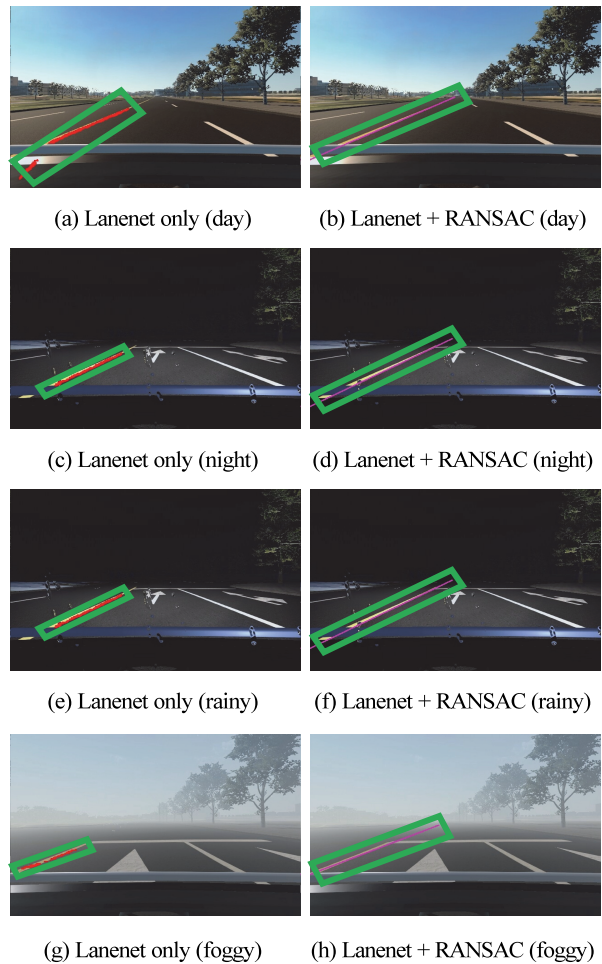 (a) Lanenet only (day)
(b) Lanenet + RANSAC (day)
(c) Lanenet only (night)
(d) Lanenet + RANSAC (night)
(e) Lanenet only (rainy)
(f) Lanenet + RANSAC (rainy)
(g) Lanenet only (foggy)
(h) Lanenet + RANSAC (foggy)